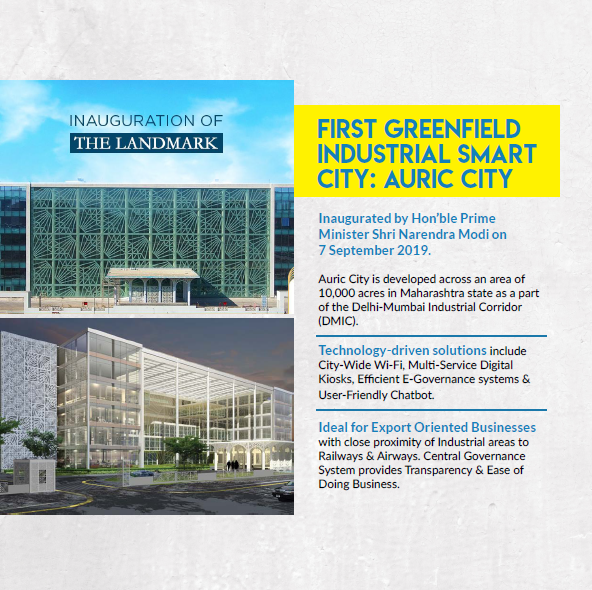 INAUGURATION OF
THE LANDMARK
FIRST GREENFIELD
INDUSTRIAL SMART
CITY: AURIC CITY
Inaugurated by Hon'ble Prime
Minister Shri Narendra Modi on
7 September 2019.
Auric City is developed across an area of
10,000 acres in Maharashtra state as a part
of the Delhi-Mumbai Industrial Corridor
(DMIC).
Technology-driven solutions include
City-Wide Wi-Fi, Multi-Service Digital
Kiosks, Efficient E-Governance systems &
User-Friendly Chatbot.
Ideal for Export Oriented Businesses
with close proximity of Industrial areas to
Railways & Airways. Central Governance
System provides Transparency & Ease of
Doing Business.